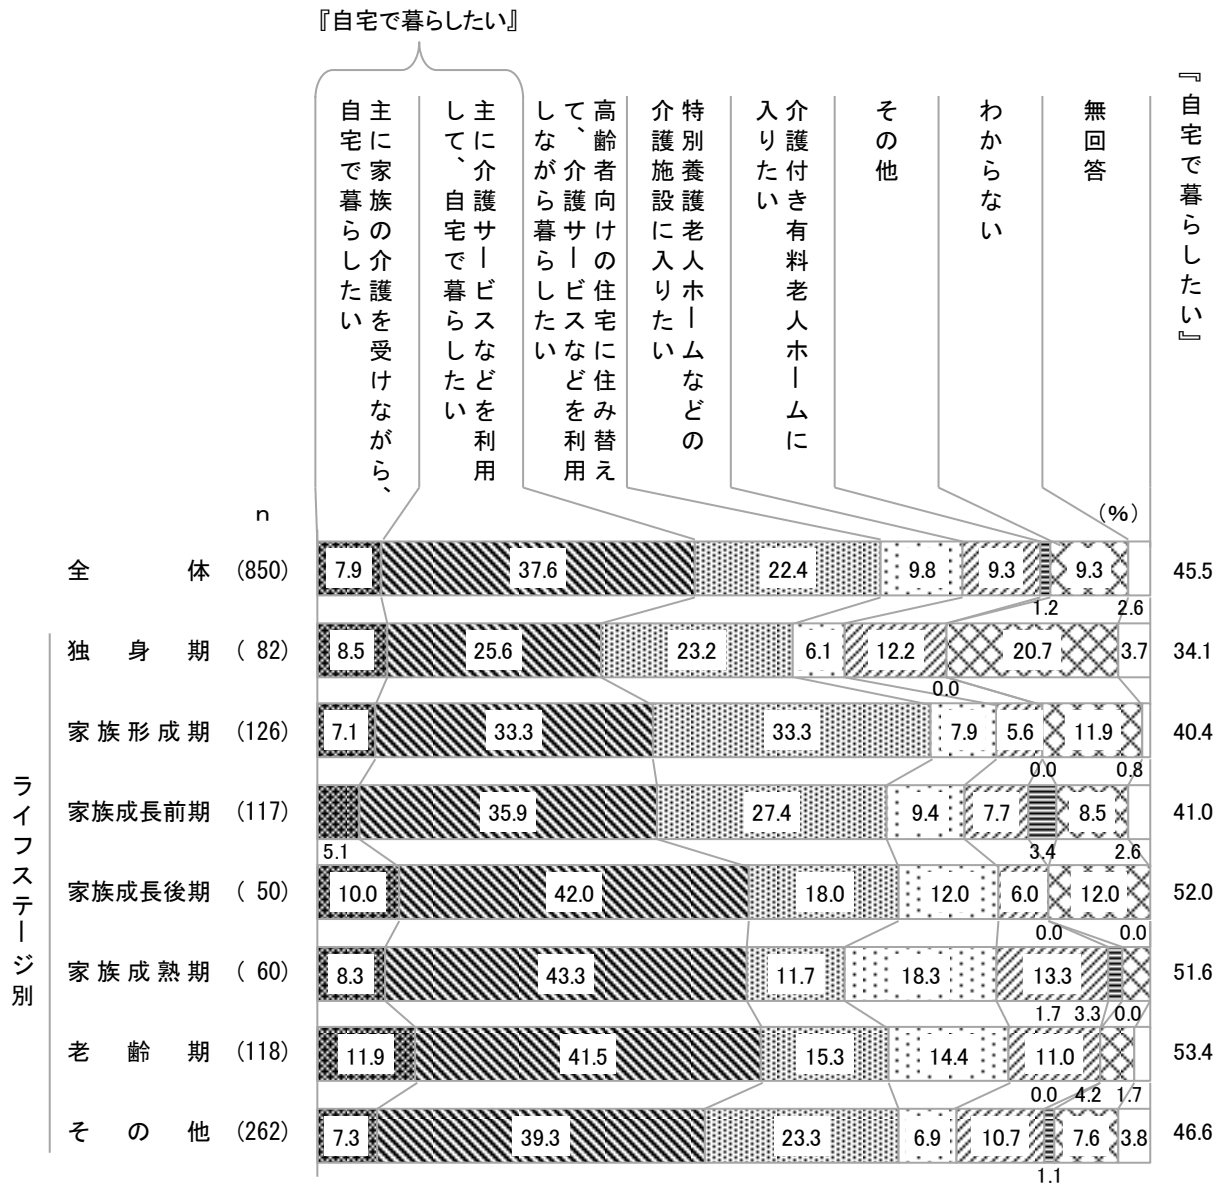 『自宅で暮らしたい』
主に家族の介護を受けながら、
自宅で暮らしたい
主に介護サービスなどを利用
して、自宅で暮らしたい
高齢者向けの住宅に住み替え
て、介護サービスなどを利用
しながら暮らしたい
特別養護老人ホームなどの
介護施設に入りたい
介護付き有料老人ホームに
入りたい
その他
わからない
無回答
『自宅で暮らしたい』
n
(%)
全体 (850) 7.9 37.6 22.4 9.8 9.3 9.3 45.5
1.2 2.6
ライフステージ別
独身期 ( 82) 8.5 25.6 23.2 6.1 12.2 20.7 3.7 34.1
0.0
家族形成期 (126) 7.1 33.3 33.3 7.9 5.6 11.9 40.4
0.0 0.8
家族成長前期 (117) 35.9 27.4 9.4 7.7 8.5 41.0
5.1 3.4 2.6
家族成長後期 ( 50) 10.0 42.0 18.0 12.0 6.0 12.0 52.0
0.0 0.0
家族成熟期 ( 60) 8.3 43.3 11.7 18.3 13.3 51.6
1.7 3.3 0.0
老齢期 (118) 11.9 41.5 15.3 14.4 11.0 53.4
0.0 4.2 1.7
その他 (262) 7.3 39.3 23.3 6.9 10.7 7.6 3.8 46.6
1.1